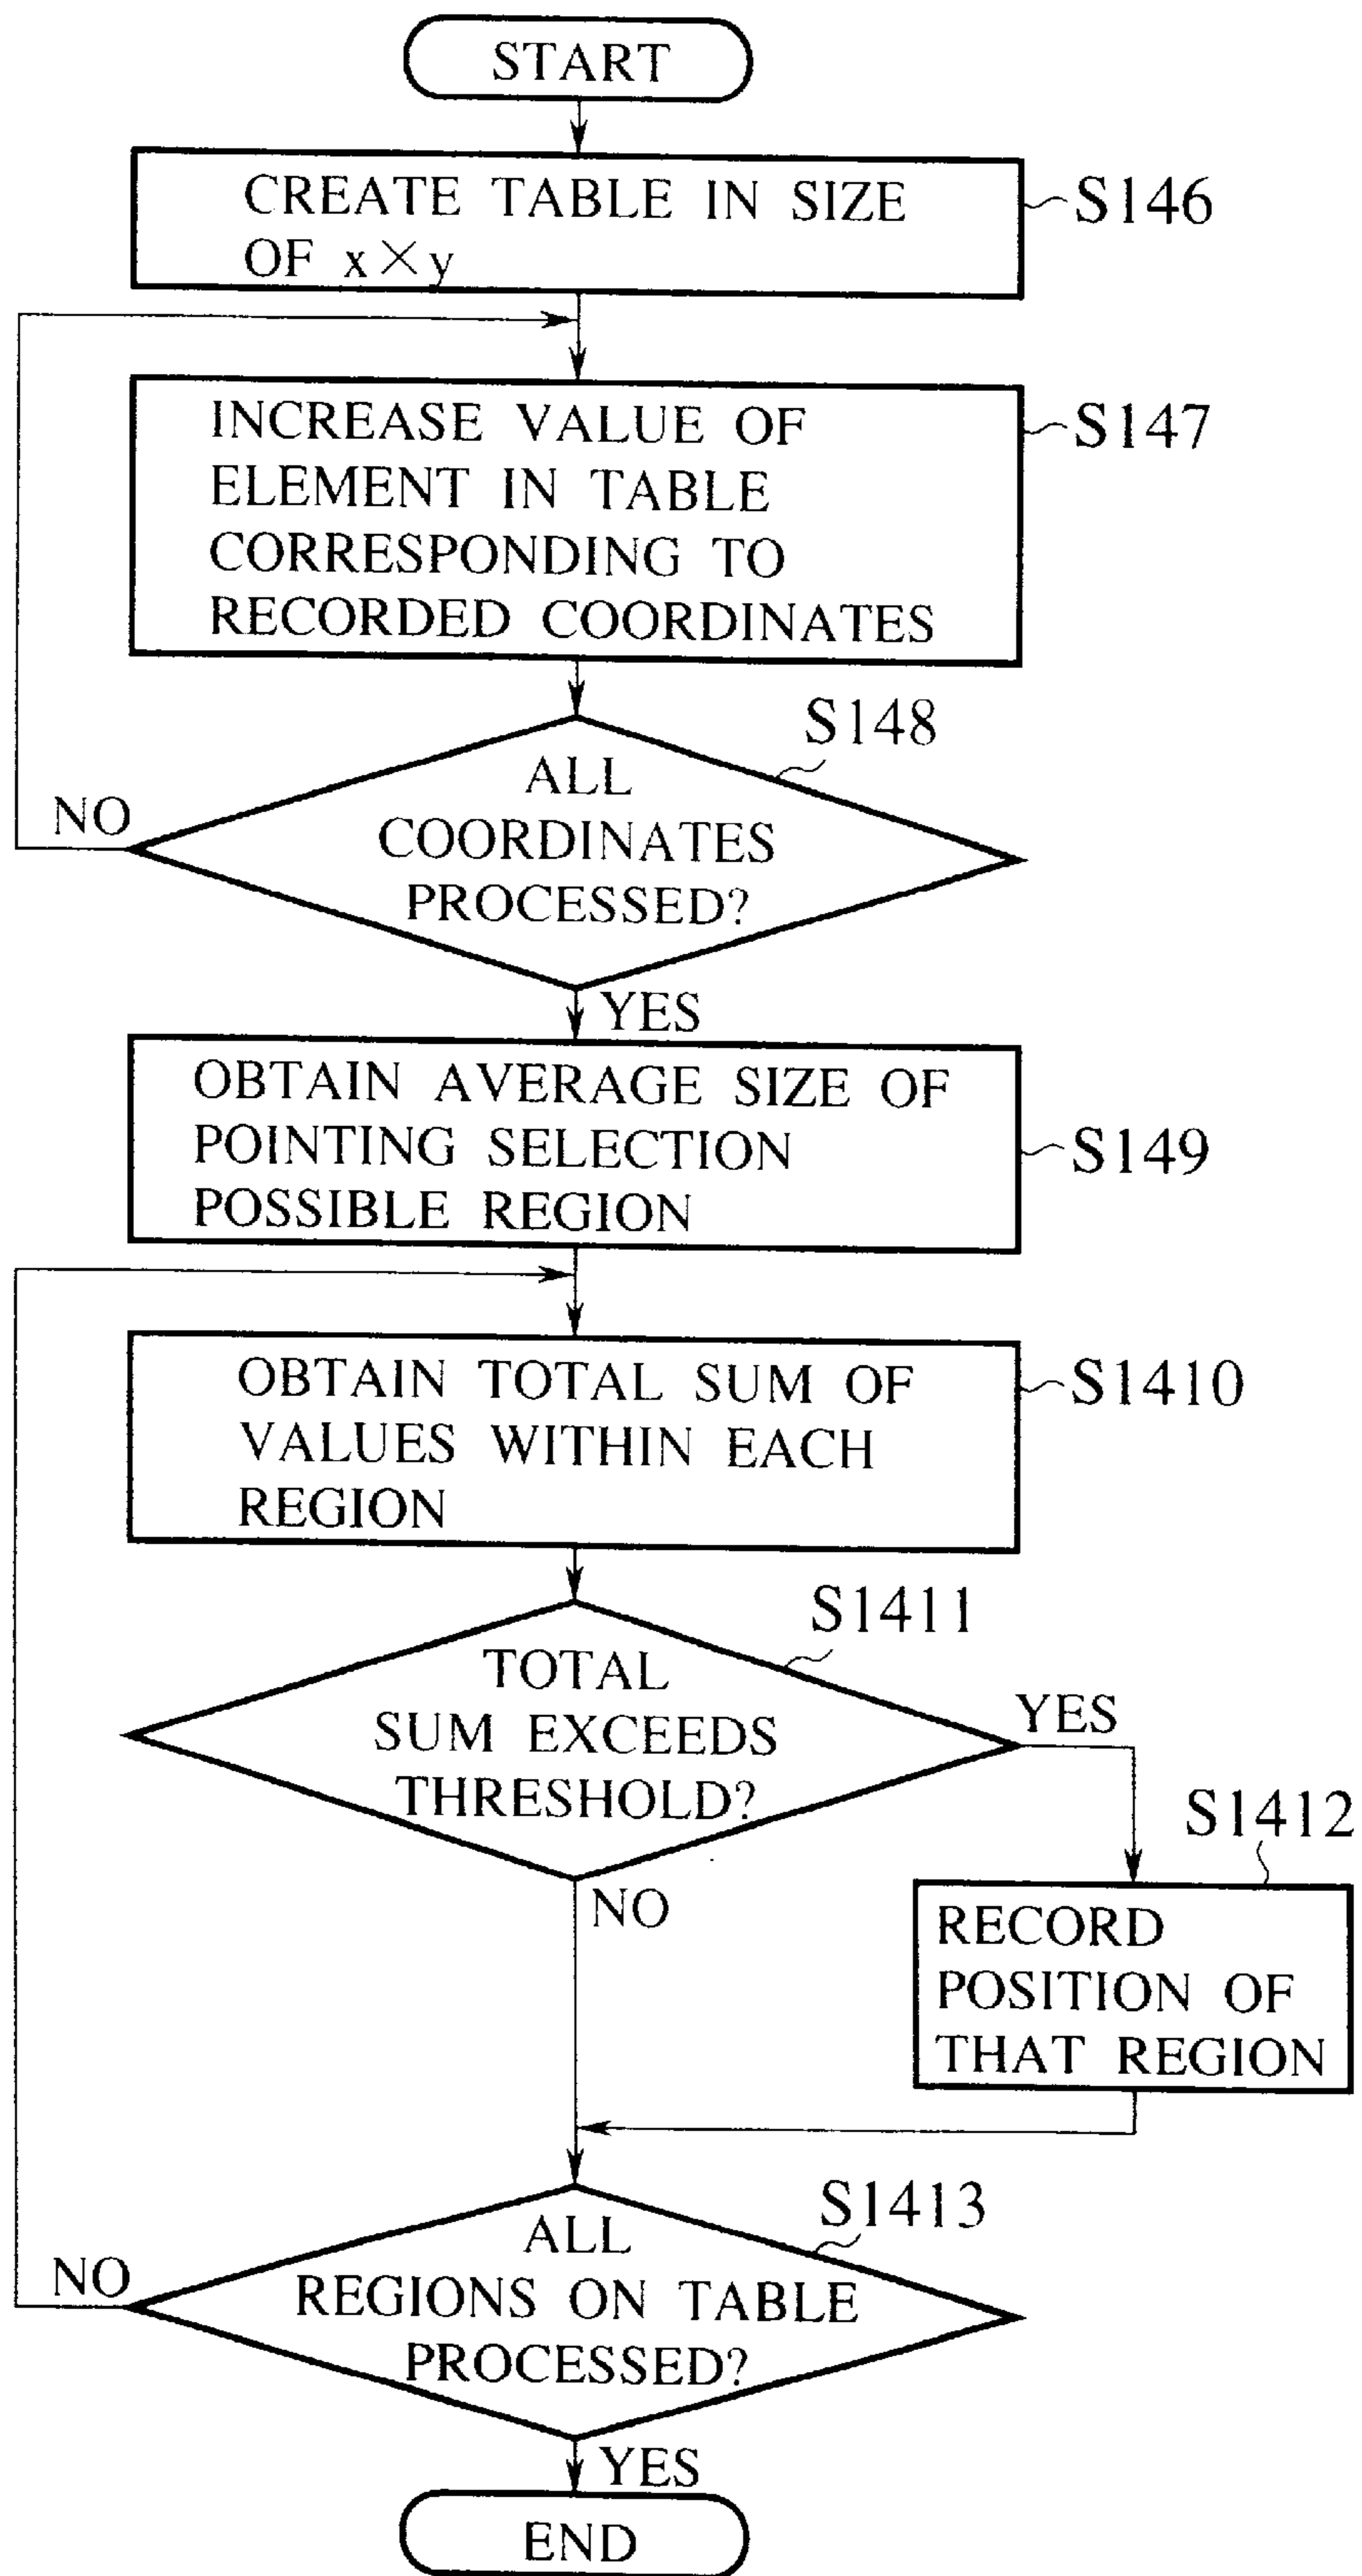 START
CREATE TABLE IN SIZE
OF x×y
S146
INCREASE VALUE OF
ELEMENT IN TABLE
CORRESPONDING TO
RECORDED COORDINATES
S147
S148
ALL
COORDINATES
PROCESSED?
NO
YES
OBTAIN AVERAGE SIZE OF
POINTING SELECTION
POSSIBLE REGION
S149
OBTAIN TOTAL SUM OF
VALUES WITHIN EACH
REGION
S1410
S1411
TOTAL
SUM EXCEEDS
THRESHOLD?
YES
NO
S1412
RECORD
POSITION OF
THAT REGION
S1413
ALL
REGIONS ON TABLE
PROCESSED?
NO
YES
END